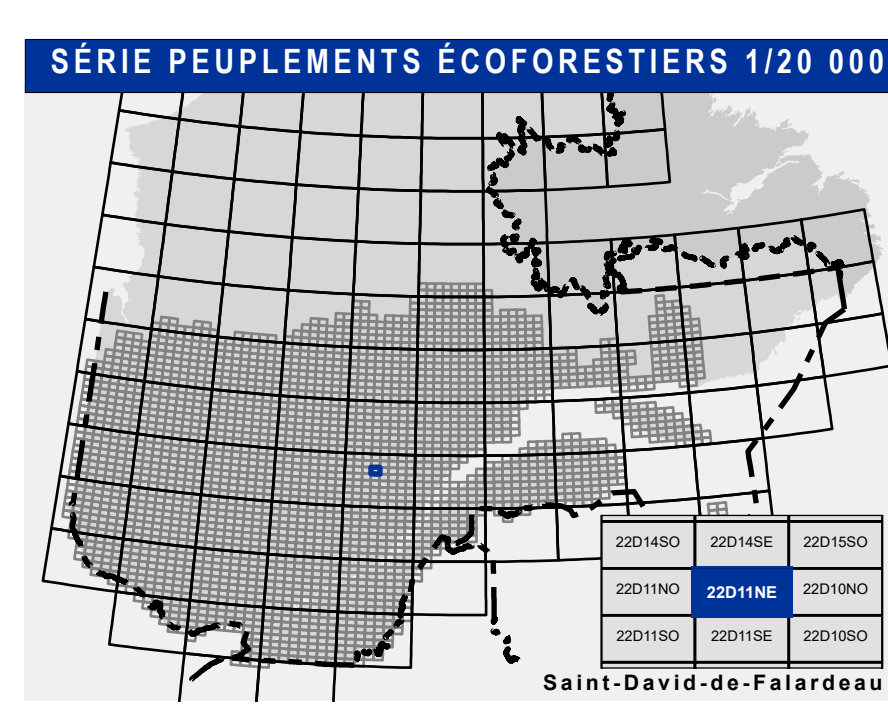 SÉRIE PEUPLEMENTS ÉCOFORESTIERS 1/20 000
22D14SO 22D14SE 22D15SO
22D11NO 22D11NE 22D10NO
22D11SO 22D11SE 22D10SO
Saint-David-de-Falardeau